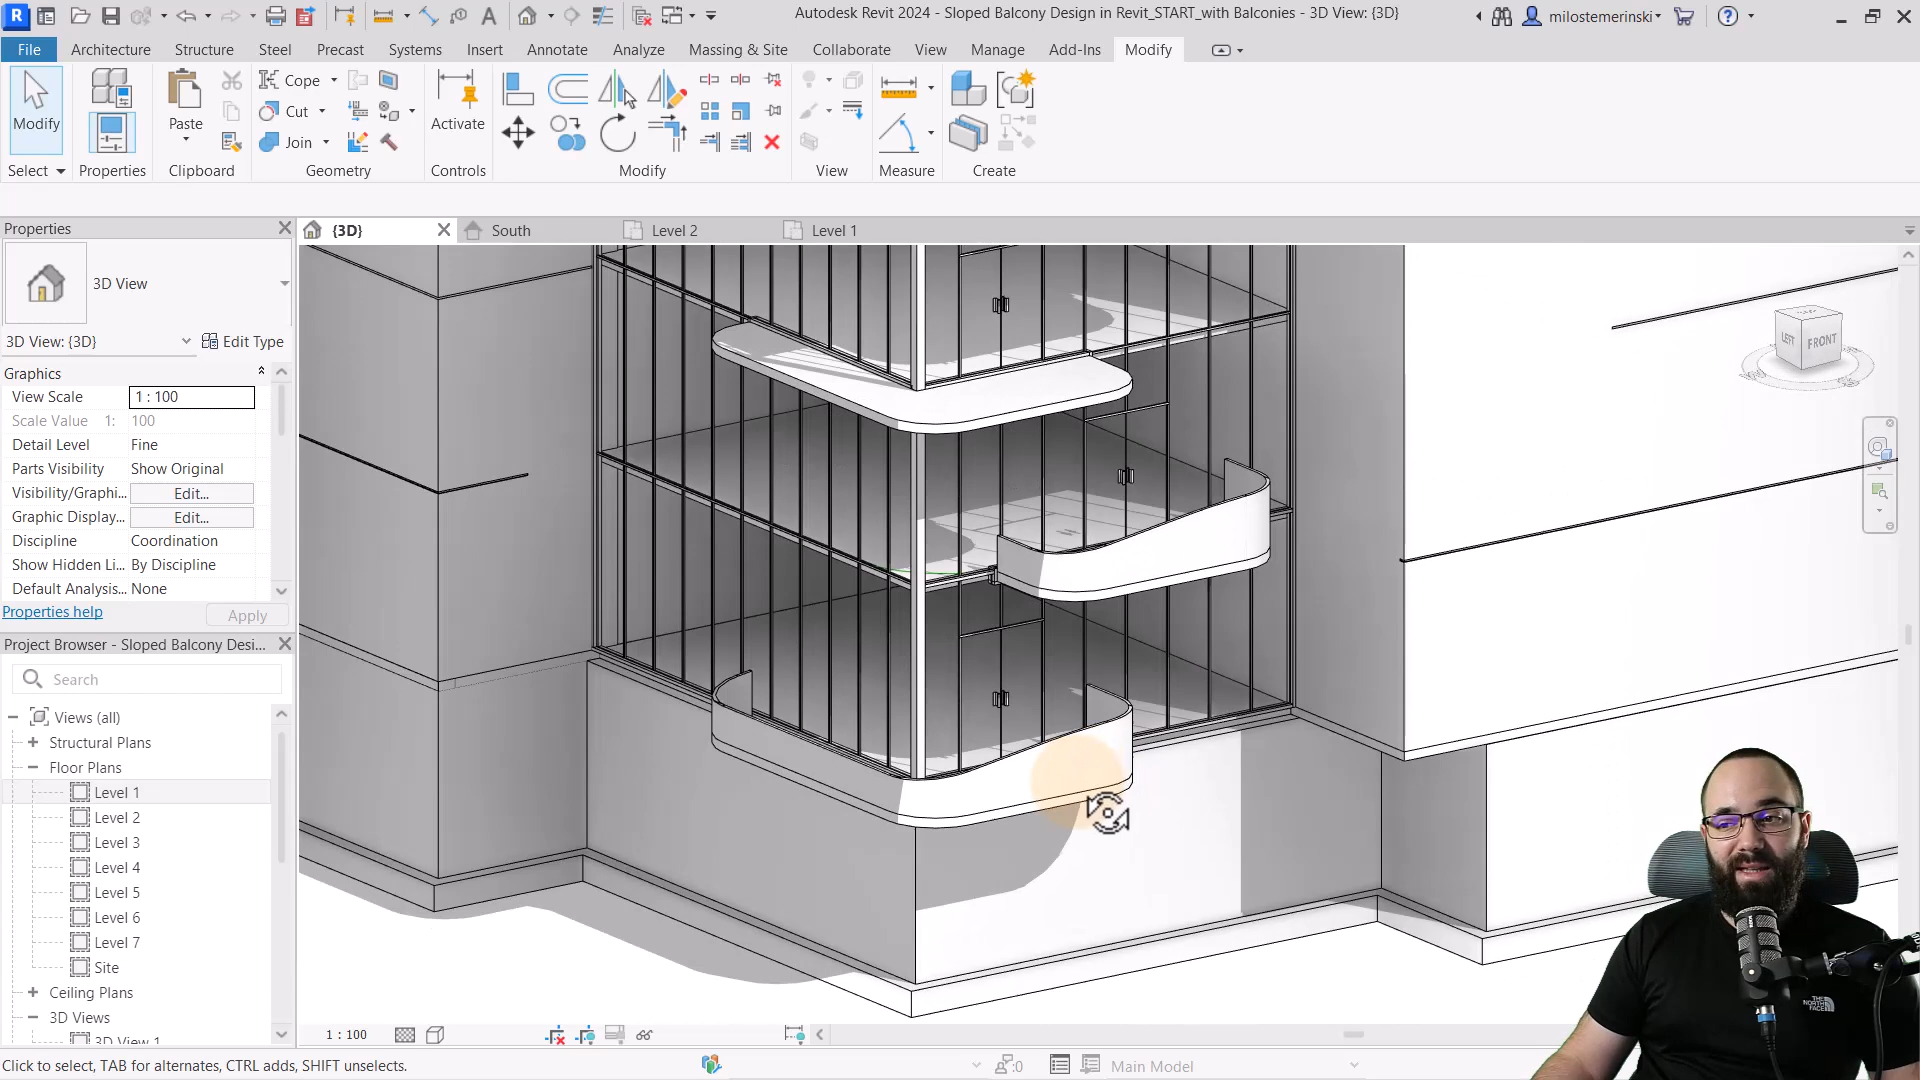 Autodesk Revit 2024 - Sloped Balcony Design in Revit_START_with Balconies - 3D View: {3D}
milostemerinski
File Architecture Structure Steel Precast Systems Insert Annotate Analyze Massing & Site Collaborate View Manage Add-Ins Modify
Modify
Paste
Cope
Cut
Join
Activate
Select Properties Clipboard Geometry Controls Modify View Measure Create
Properties
{3D} South Level 2 Level 1
3D View
3D View: {3D} Edit Type
Graphics
View Scale 1 : 100
Scale Value 1: 100
Detail Level Fine
Parts Visibility Show Original
Visibility/Graphi... Edit...
Graphic Display... Edit...
Discipline Coordination
Show Hidden Li... By Discipline
Default Analysis... None
Properties help Apply
Project Browser - Sloped Balcony Desi...
Search
Views (all)
Structural Plans
Floor Plans
Level 1
Level 2
Level 3
Level 4
Level 5
Level 6
Level 7
Site
Ceiling Plans
3D Views
3D View 1
LEFT FRONT
THE
NORTH
FACE
1 : 100
Click to select, TAB for alternates, CTRL adds, SHIFT unselects.
:0
Main Model